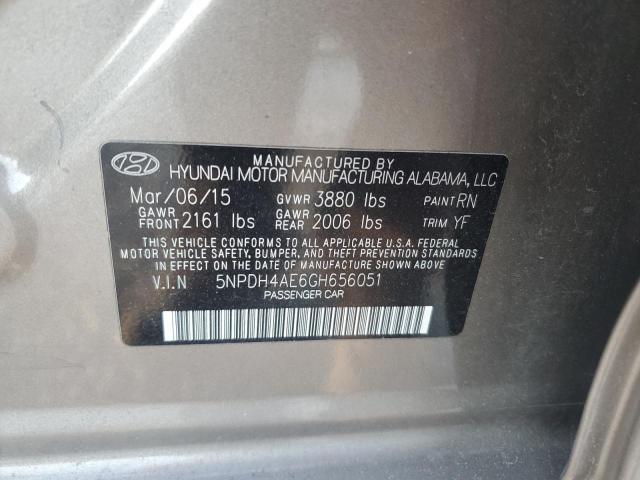 MANUFACTURED BY
HYUNDAI MOTOR MANUFACTURING ALABAMA, LLC
Mar/06/15 GVWR 3880 lbs PAINT RN
GAWR FRONT 2161 lbs GAWR REAR 2006 lbs TRIM YF
THIS VEHICLE CONFORMS TO ALL APPLICABLE U.S.A. FEDERAL
MOTOR VEHICLE SAFETY, BUMPER, AND THEFT PREVENTION STANDARDS
IN EFFECT ON THE DATE OF MANUFACTURE SHOWN ABOVE.
V.I.N 5NPDH4AE6GH656051
PASSENGER CAR